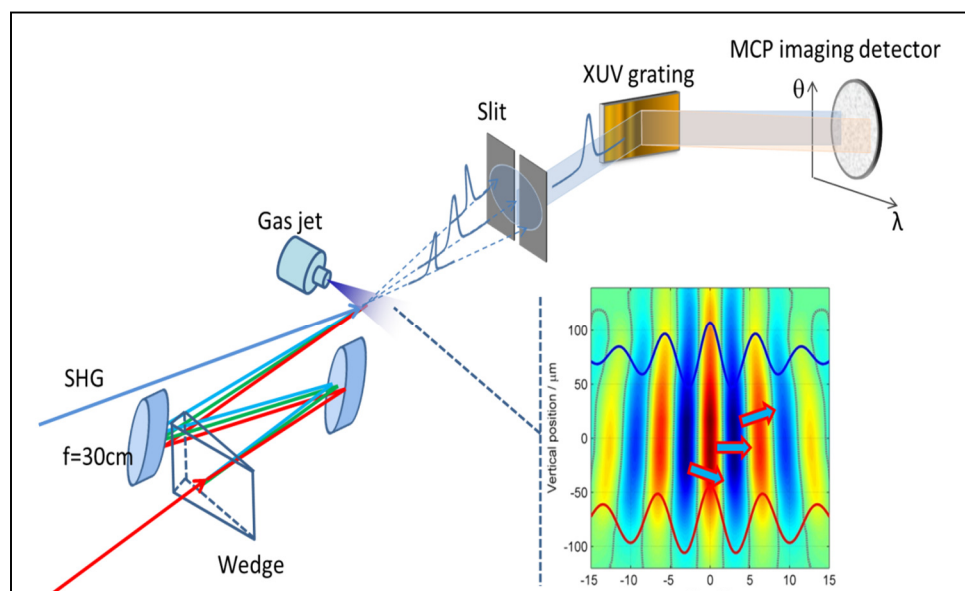 MCP imaging detector
XUV grating
θ
Slit
λ
Gas jet
SHG
f=30cm
Wedge
Vertical position / μm
100
50
0
-50
-100
-15 -10 -5 0 5 10 15